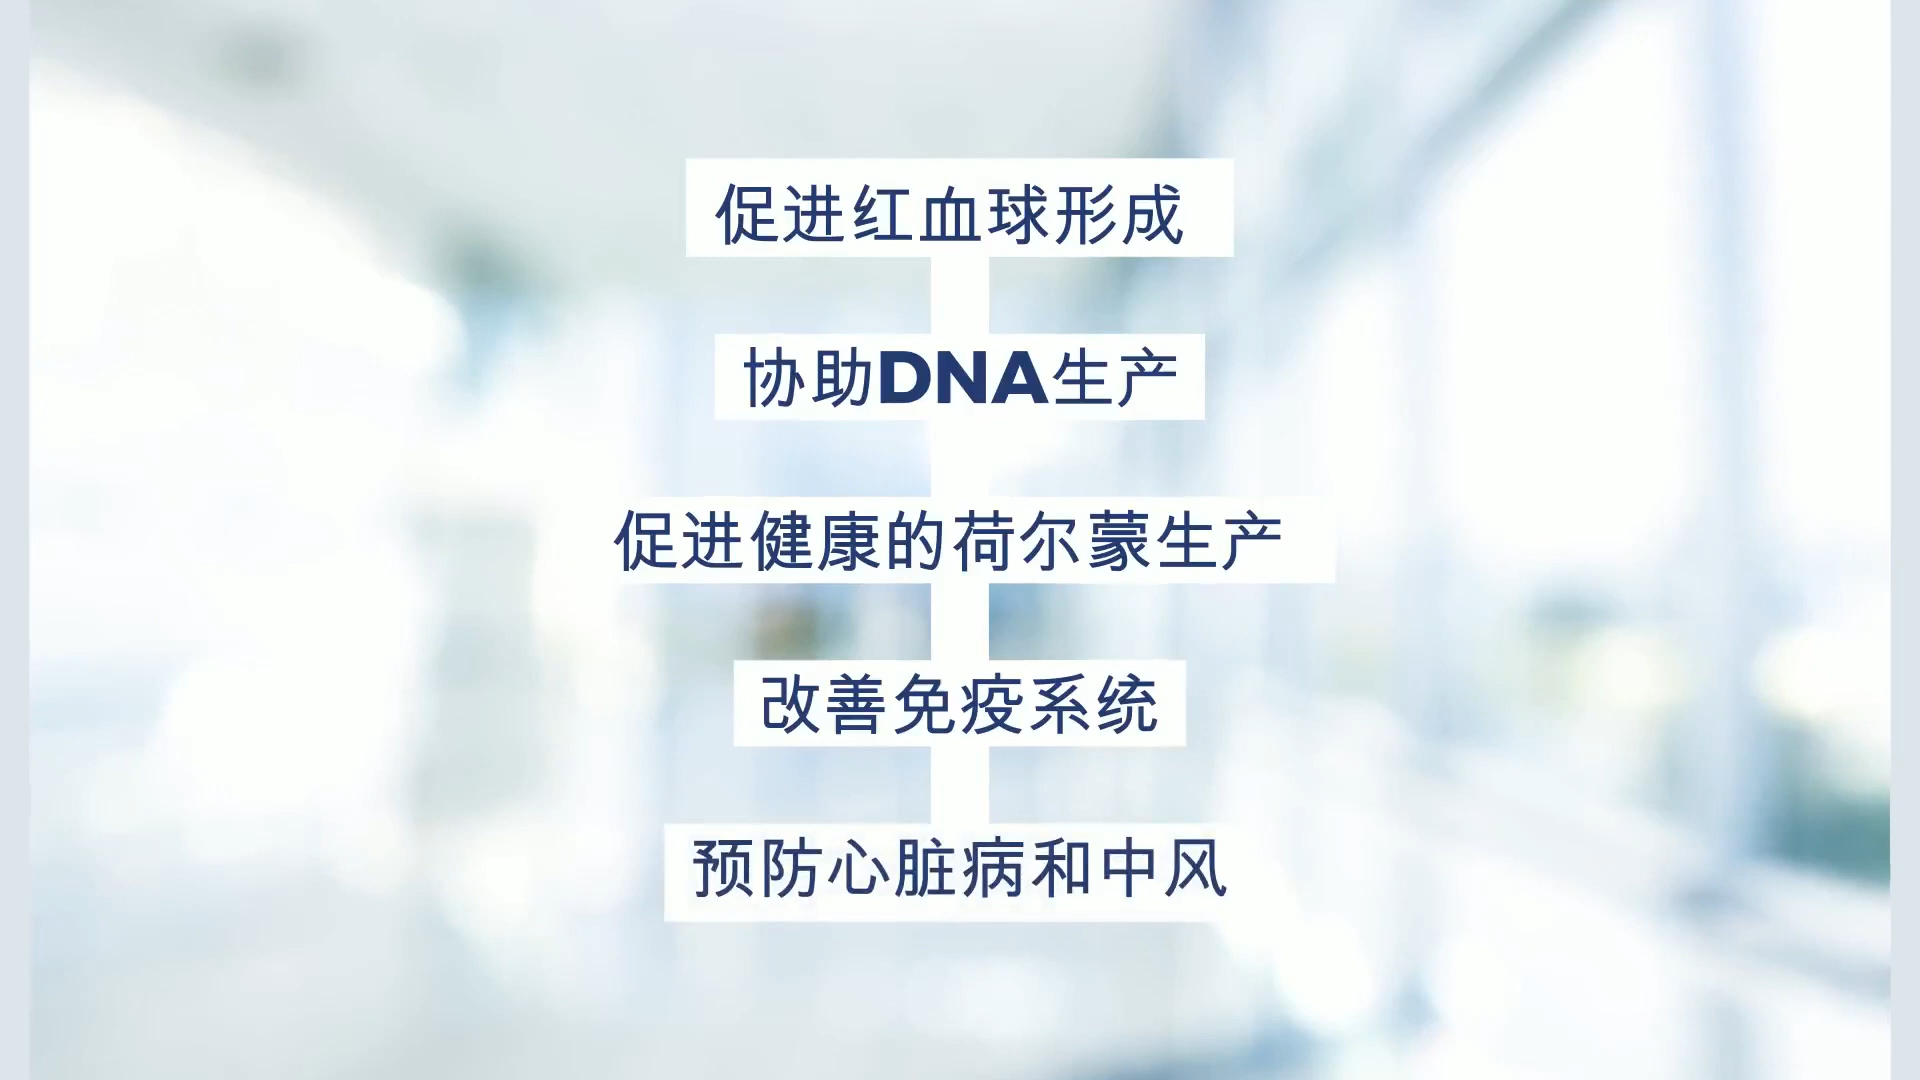 促进红血球形成
协助DNA生产
促进健康的荷尔蒙生产
改善免疫系统
预防心脏病和中风